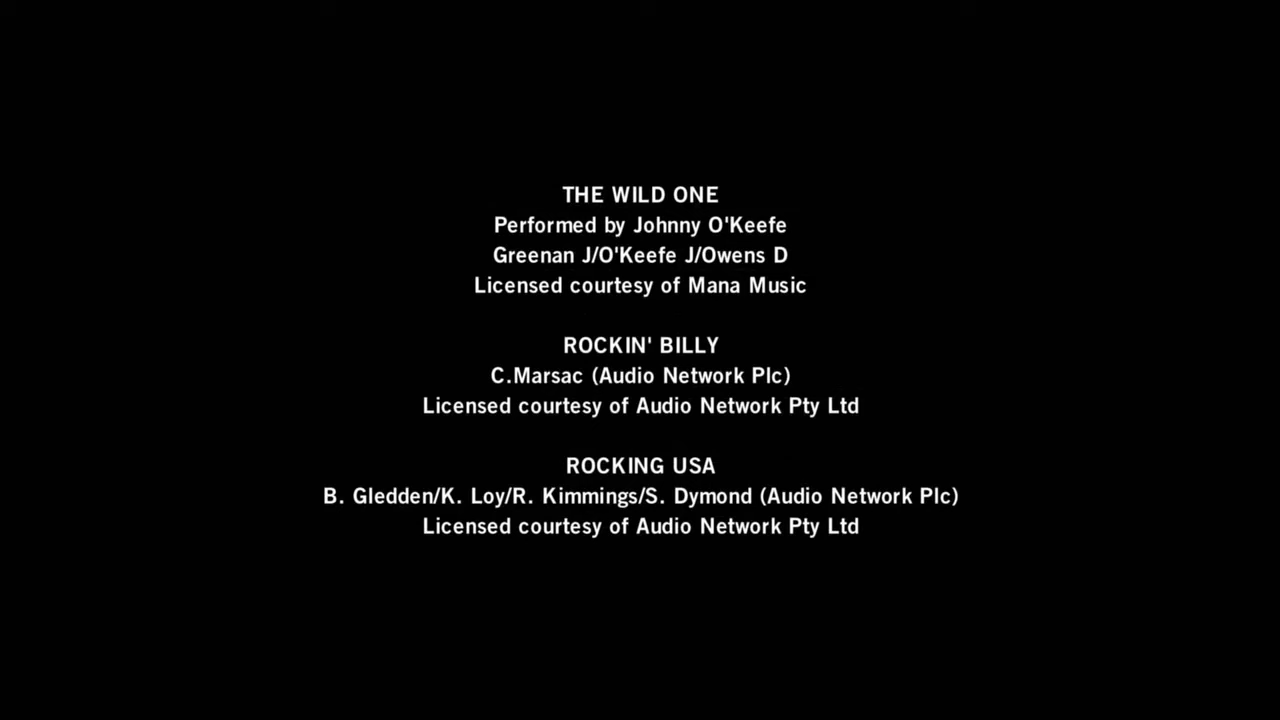 THE WILD ONE
Performed by Johnny O'Keefe
Greenan J/O'Keefe J/Owens D
Licensed courtesy of Mana Music
ROCKIN' BILLY
C.Marsac (Audio Network Plc)
Licensed courtesy of Audio Network Pty Ltd
ROCKING USA
B. Gledden/K. Loy/R. Kimmings/S. Dymond (Audio Network Plc)
Licensed courtesy of Audio Network Pty Ltd